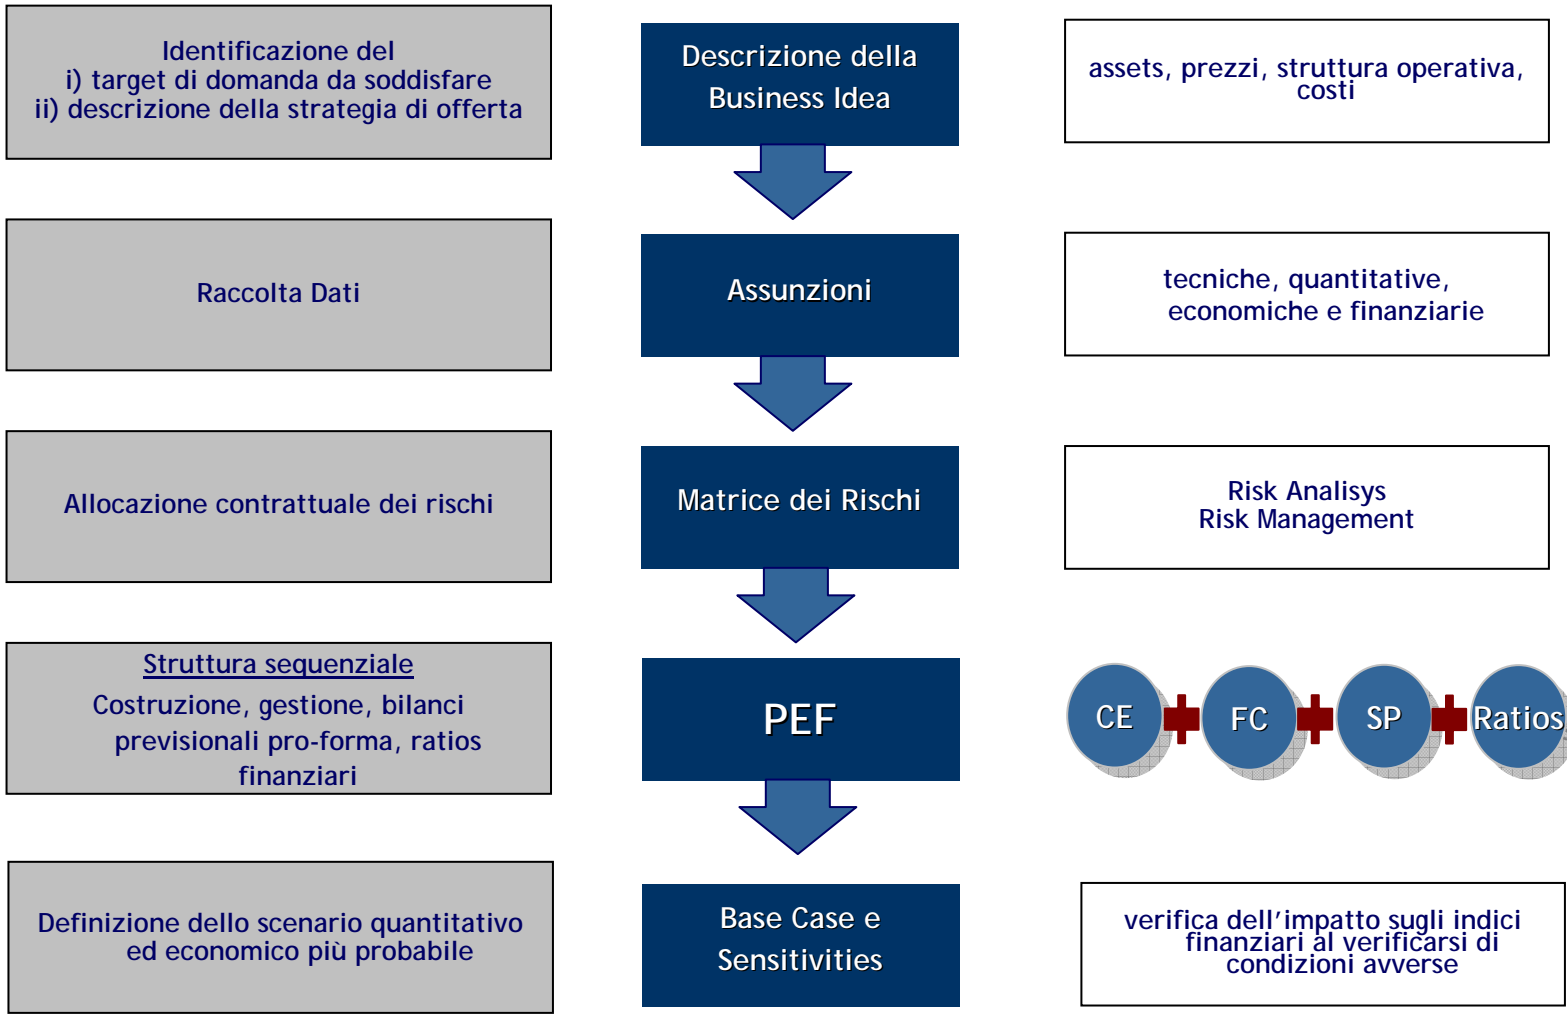 Identificazione del
i) target di domanda da soddisfare
ii) descrizione della strategia di offerta
Descrizione della
Business Idea
assets, prezzi, struttura operativa,
costi
Raccolta Dati
Assunzioni
tecniche, quantitative,
economiche e finanziarie
Allocazione contrattuale dei rischi
Matrice dei Rischi
Risk Analisys
Risk Management
Struttura sequenziale
Costruzione, gestione, bilanci
previsionali pro-forma, ratios
finanziari
PEF
CE
FC
SP
Ratios
Definizione dello scenario quantitativo
ed economico più probabile
Base Case e
Sensitivities
verifica dell'impatto sugli indici
finanziari al verificarsi di
condizioni avverse